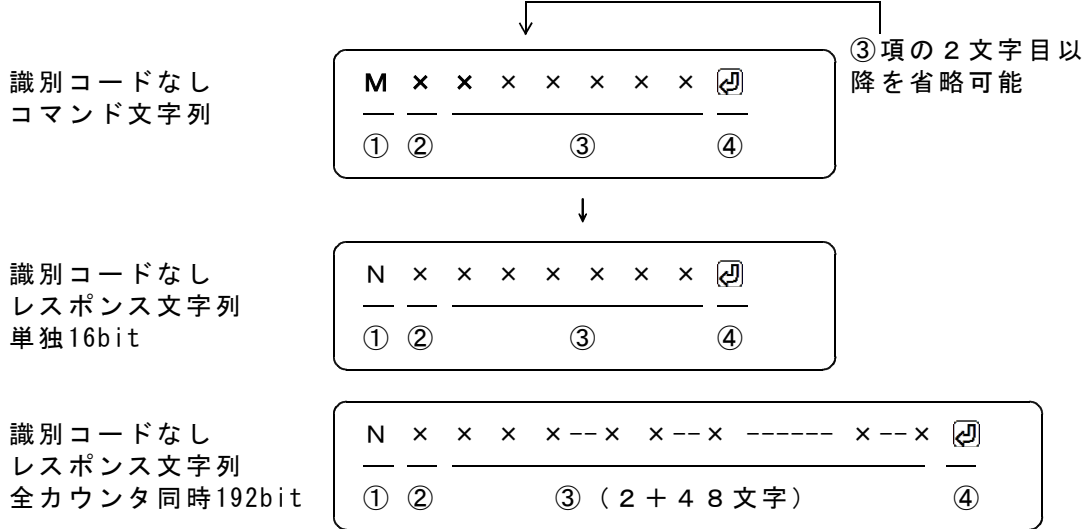 ③項の２文字目以
降を省略可能
識別コードなし
コマンド文字列
Ｍ × × × × × × × ⏎
① ② ③ ④
↓
識別コードなし
レスポンス文字列
単独16bit
Ｎ × × × × × × × ⏎
① ② ③ ④
識別コードなし
レスポンス文字列
全カウンタ同時192bit
Ｎ × × × ×−−× ×−−× −−−−−− ×−−× ⏎
① ② ③（２＋４８文字） ④